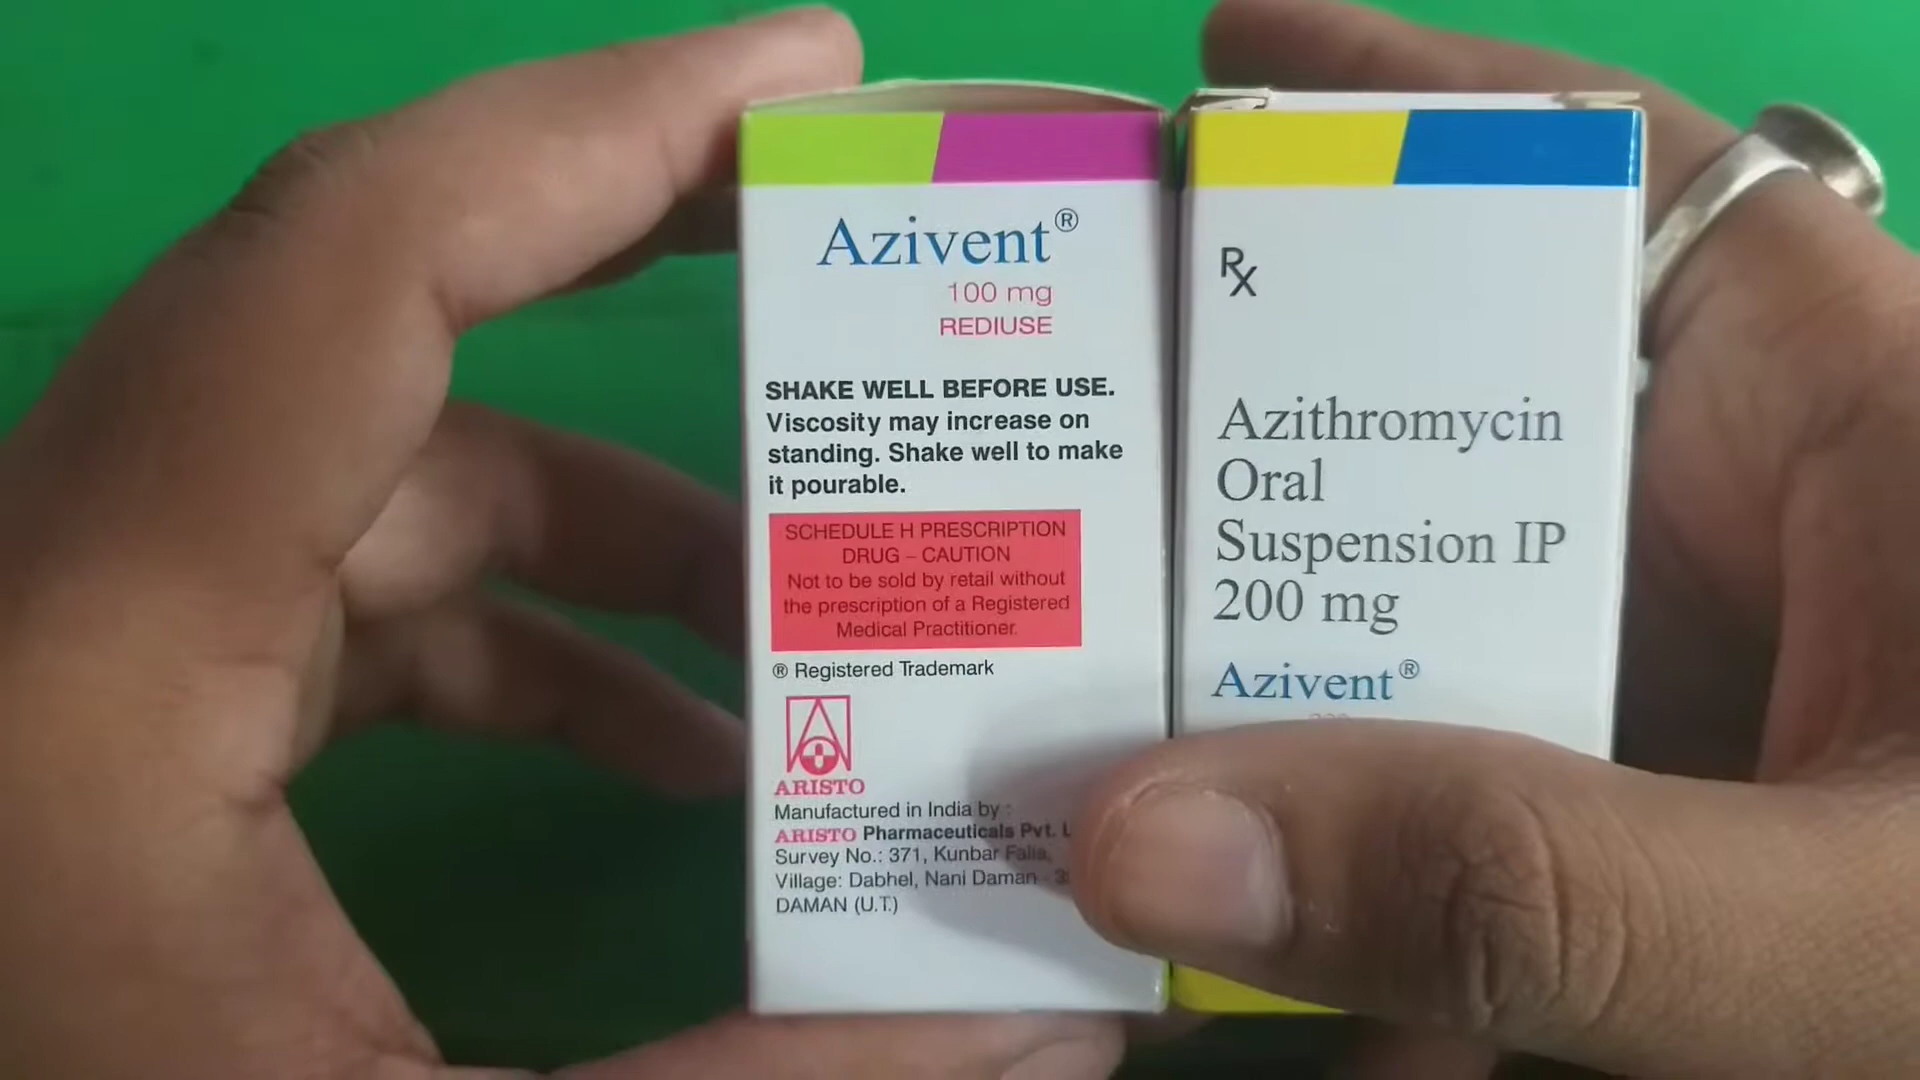 Azivent®
100 mg
REDIUSE
SHAKE WELL BEFORE USE.
Viscosity may increase on
standing. Shake well to make
it pourable.
SCHEDULE H PRESCRIPTION
DRUG – CAUTION
Not to be sold by retail without
the prescription of a Registered
Medical Practitioner.
® Registered Trademark
ARISTO
Manufactured in India by :
ARISTO Pharmaceuticals Pvt.
Survey No.: 371, Kunbar Falia,
Village: Dabhel, Nani Daman -
DAMAN (U.T.)
Rx
Azithromycin
Oral
Suspension IP
200 mg
Azivent®